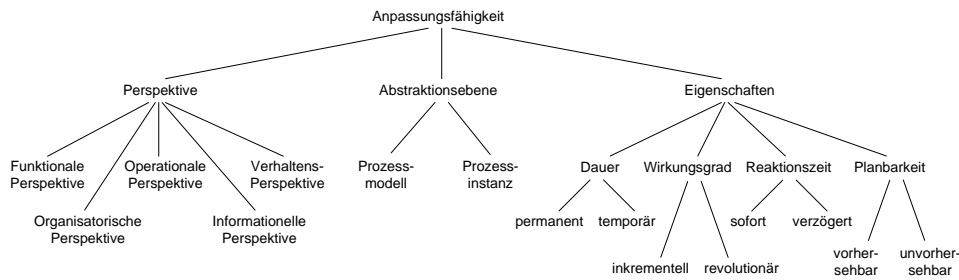 Anpassungsfähigkeit
Perspektive
Abstraktionsebene
Eigenschaften
Funktionale
Perspektive
Operationale
Perspektive
Verhaltens-
Perspektive
Prozess-
modell
Prozess-
instanz
Dauer
Wirkungsgrad
Reaktionszeit
Planbarkeit
Organisatorische
Perspektive
Informationelle
Perspektive
permanent
temporär
sofort
verzögert
inkrementell
revolutionär
vorher-
sehbar
unvorher-
sehbar